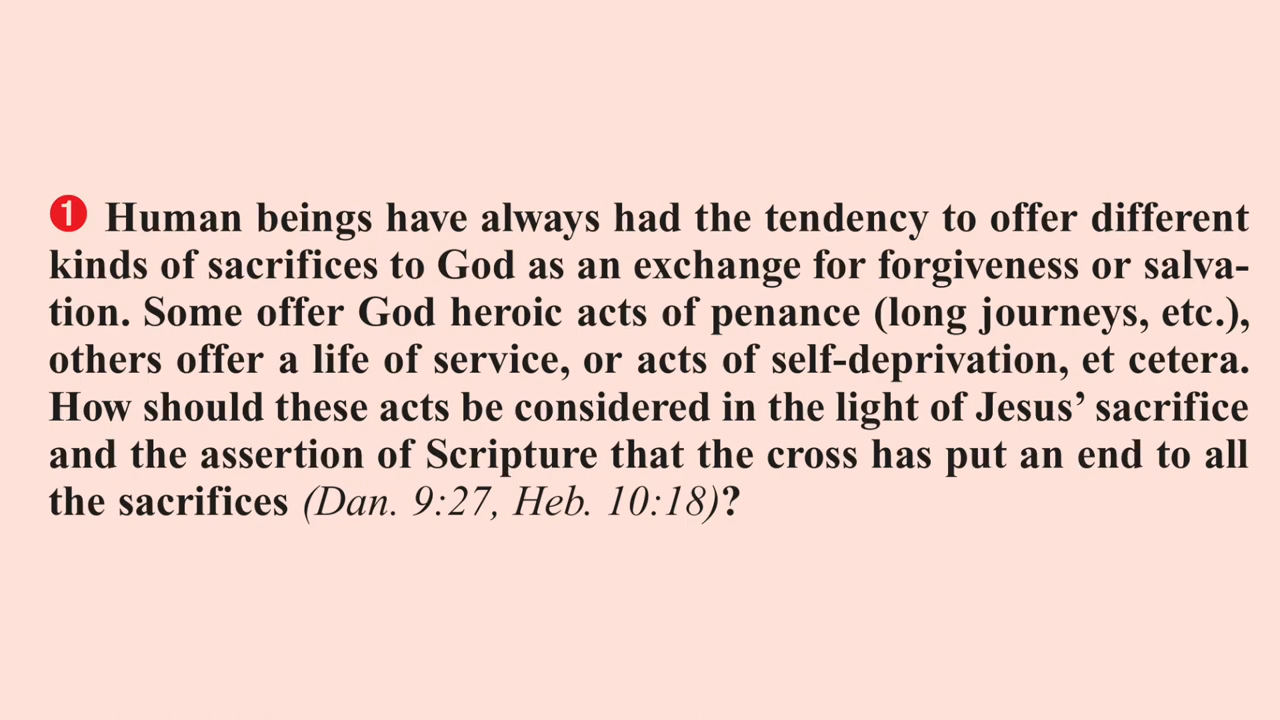 ❶ Human beings have always had the tendency to offer different
kinds of sacrifices to God as an exchange for forgiveness or salva-
tion. Some offer God heroic acts of penance (long journeys, etc.),
others offer a life of service, or acts of self-deprivation, et cetera.
How should these acts be considered in the light of Jesus’ sacrifice
and the assertion of Scripture that the cross has put an end to all
the sacrifices (Dan. 9:27, Heb. 10:18)?